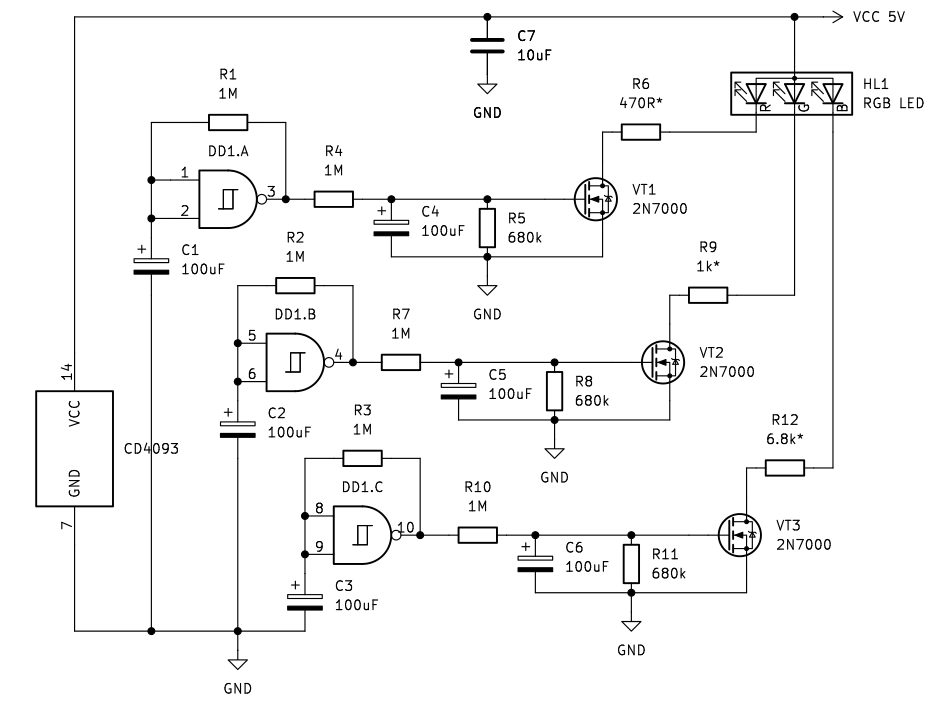 VCC 5V
C7
10uF
GND
R1
1M
DD1.A
1
2
3
R4
1M
C4
100uF
R5
680k
GND
R6
470R*
VT1
2N7000
HL1
RGB LED
R
G
B
C1
100uF
R2
1M
DD1.B
5
6
4
R7
1M
C5
100uF
R8
680k
GND
R9
1k*
VT2
2N7000
C2
100uF
R3
1M
DD1.C
8
9
10
R10
1M
C6
100uF
R11
680k
GND
R12
6.8k*
VT3
2N7000
C3
100uF
14
VCC
GND
7
CD4093
GND